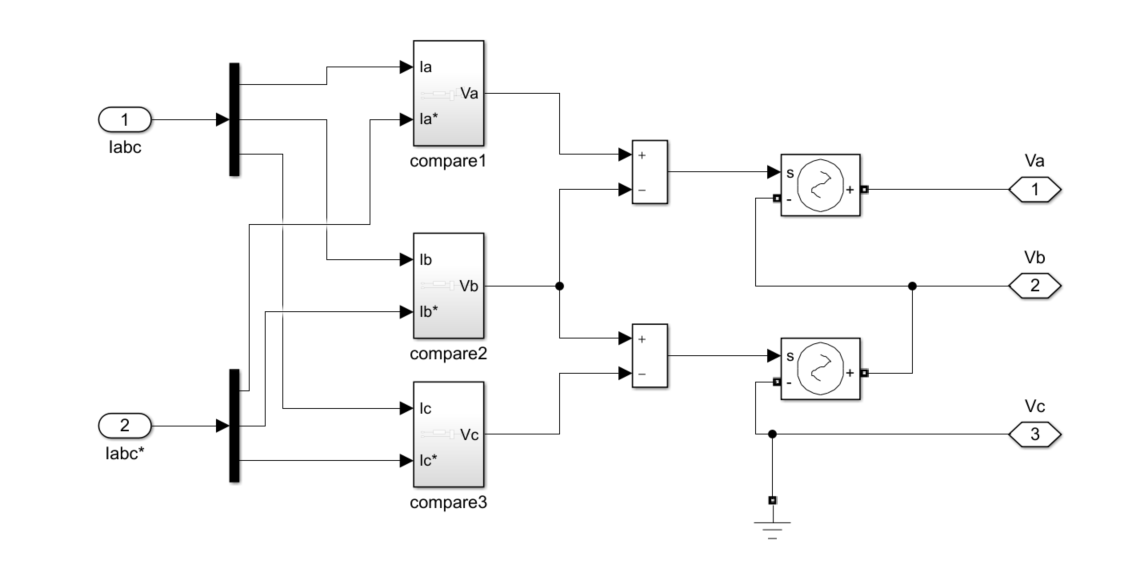 1
Iabc
2
Iabc*
Ia
Ia*
Va
compare1
Ib
Ib*
Vb
compare2
Ic
Ic*
Vc
compare3
+
−
+
−
s
-
+
s
-
+
Va
1
Vb
2
Vc
3